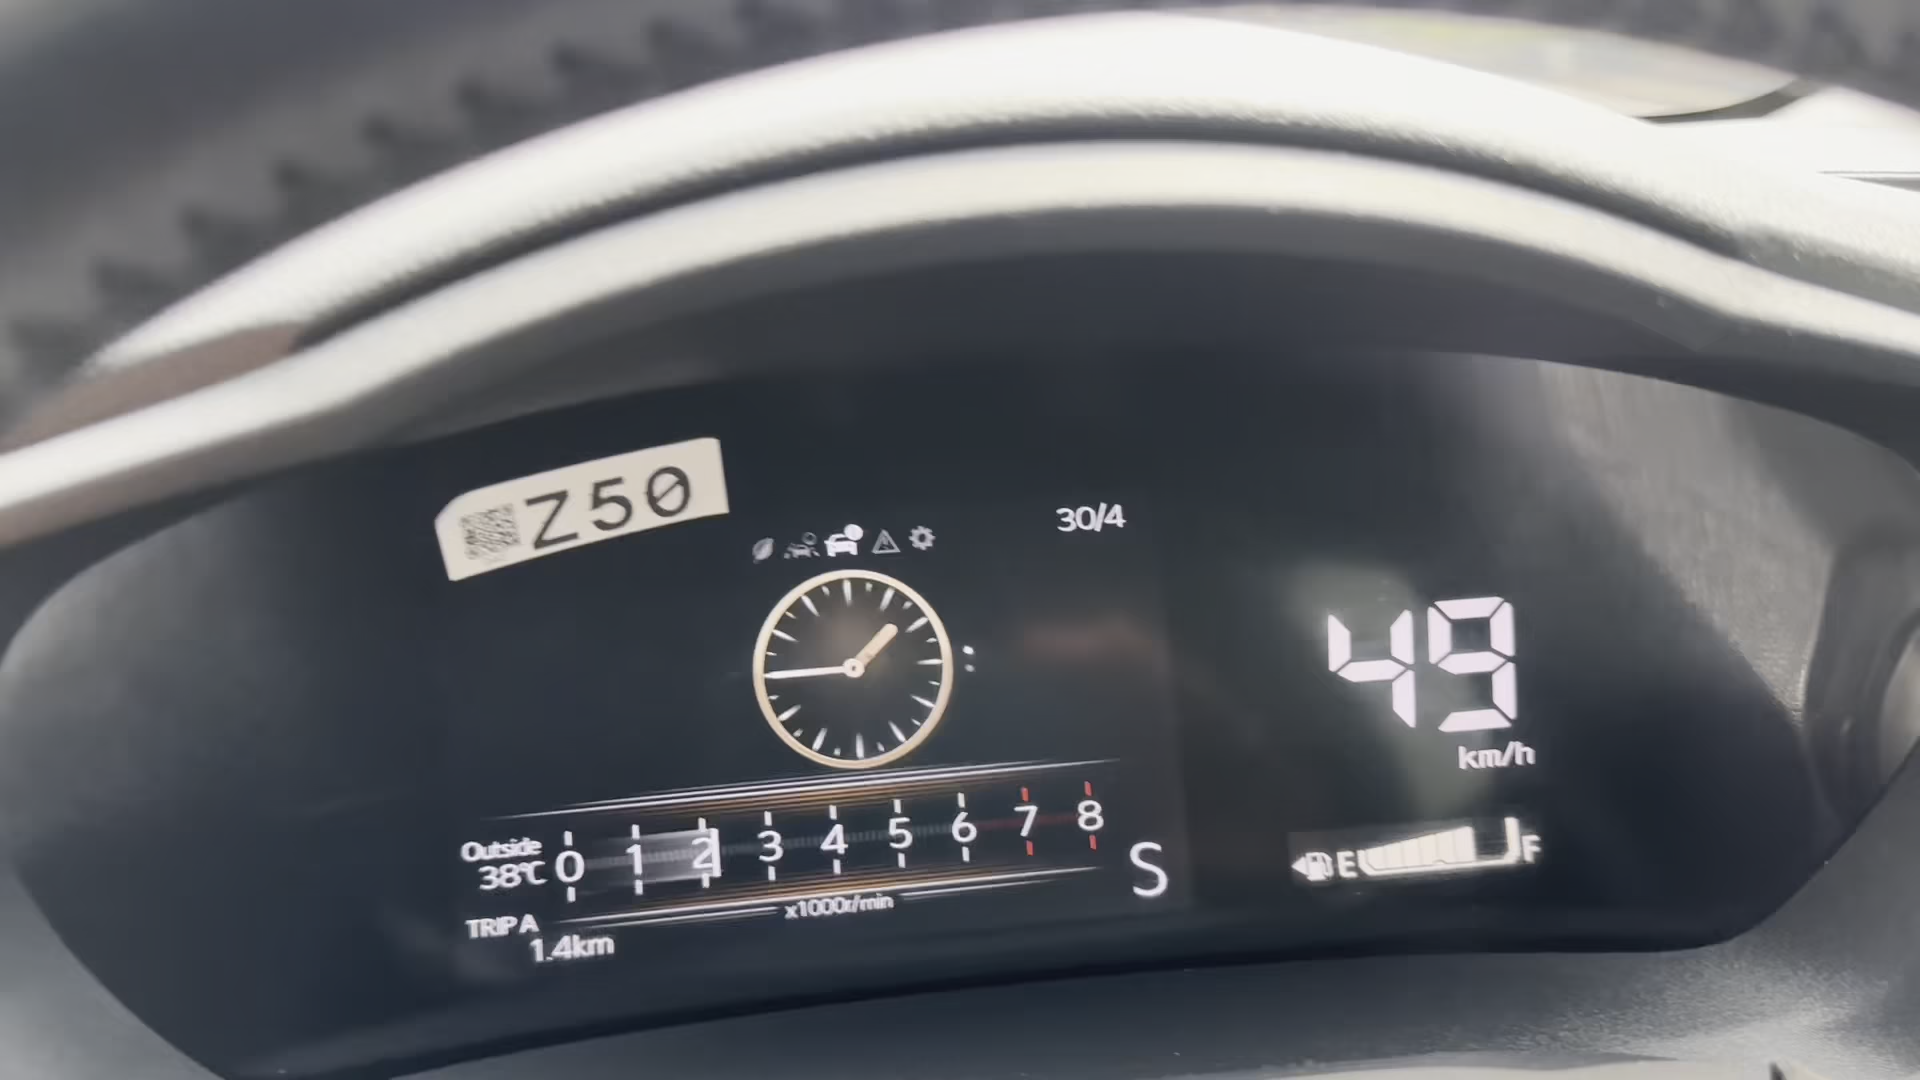 Z50
30/4
49
km/h
Outside
38℃
0 1 2 3 4 5 6 7 8
S
E F
x1000r/min
TRIP A
1.4km